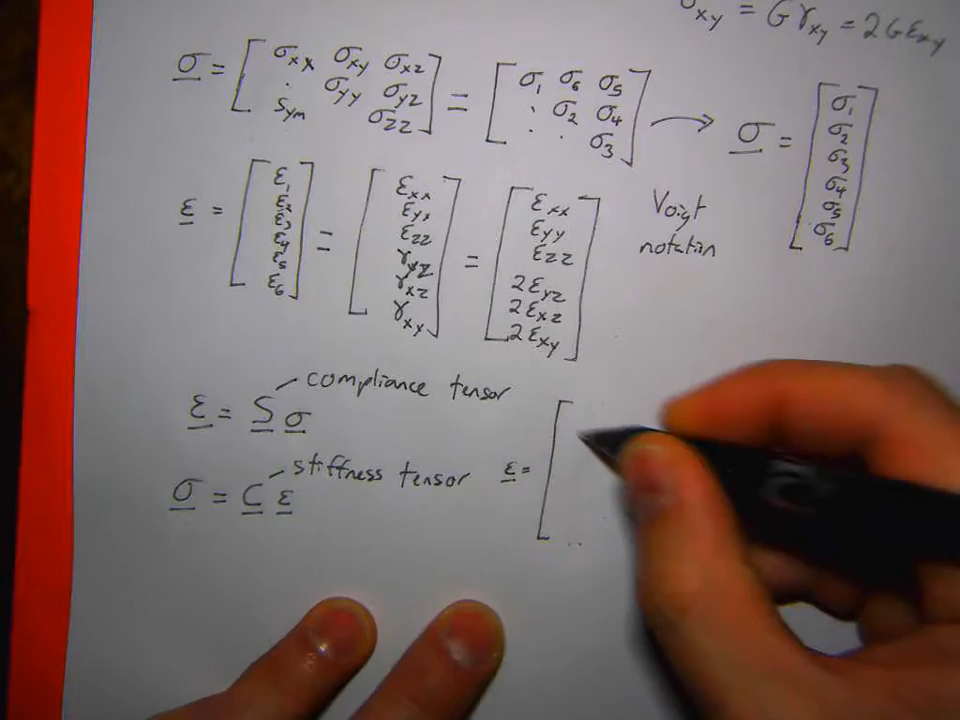 σxy = Gγxy = 2Gεxy
σ = [σxx σxy σxz . σyy σyz Sym σzz] = [σ1 σ6 σ5 . σ2 σ4 . . σ3] → σ = [σ1 σ2 σ3 σ4 σ5 σ6]
ε = [ε1 ε2 ε3 ε4 ε5 ε6] = [εxx εyx εzz γyz γxz γxy] = [εxx εyy εzz 2εyz 2εxz 2εxy]
Voigt
notation
compliance tensor
ε = S σ
stiffness tensor
σ = C ε
ε = [